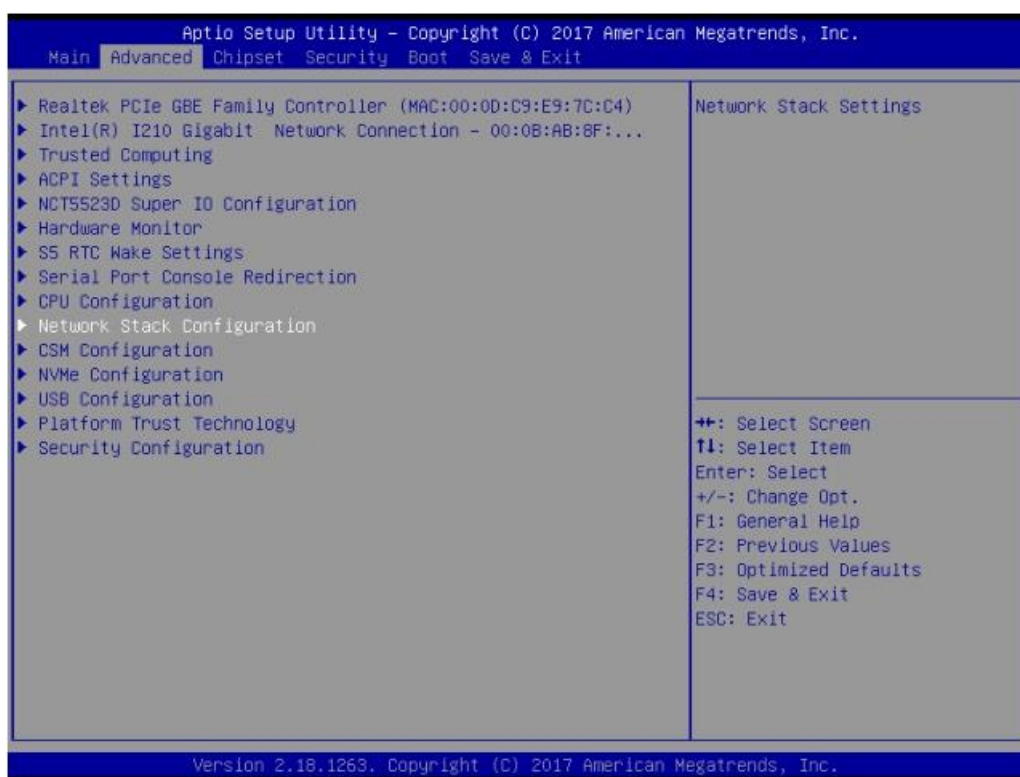 Aptio Setup Utility – Copyright (C) 2017 American Megatrends, Inc.
Main Advanced Chipset Security Boot Save & Exit
▶ Realtek PCIe GBE Family Controller (MAC:00:0D:C9:E9:7C:C4)
▶ Intel(R) I210 Gigabit  Network Connection – 00:0B:AB:8F:...
▶ Trusted Computing
▶ ACPI Settings
▶ NCT5523D Super IO Configuration
▶ Hardware Monitor
▶ S5 RTC Wake Settings
▶ Serial Port Console Redirection
▶ CPU Configuration
▶ Network Stack Configuration
▶ CSM Configuration
▶ NVMe Configuration
▶ USB Configuration
▶ Platform Trust Technology
▶ Security Configuration
Network Stack Settings
→←: Select Screen
↑↓: Select Item
Enter: Select
+/-: Change Opt.
F1: General Help
F2: Previous Values
F3: Optimized Defaults
F4: Save & Exit
ESC: Exit
Version 2.18.1263. Copyright (C) 2017 American Megatrends, Inc.